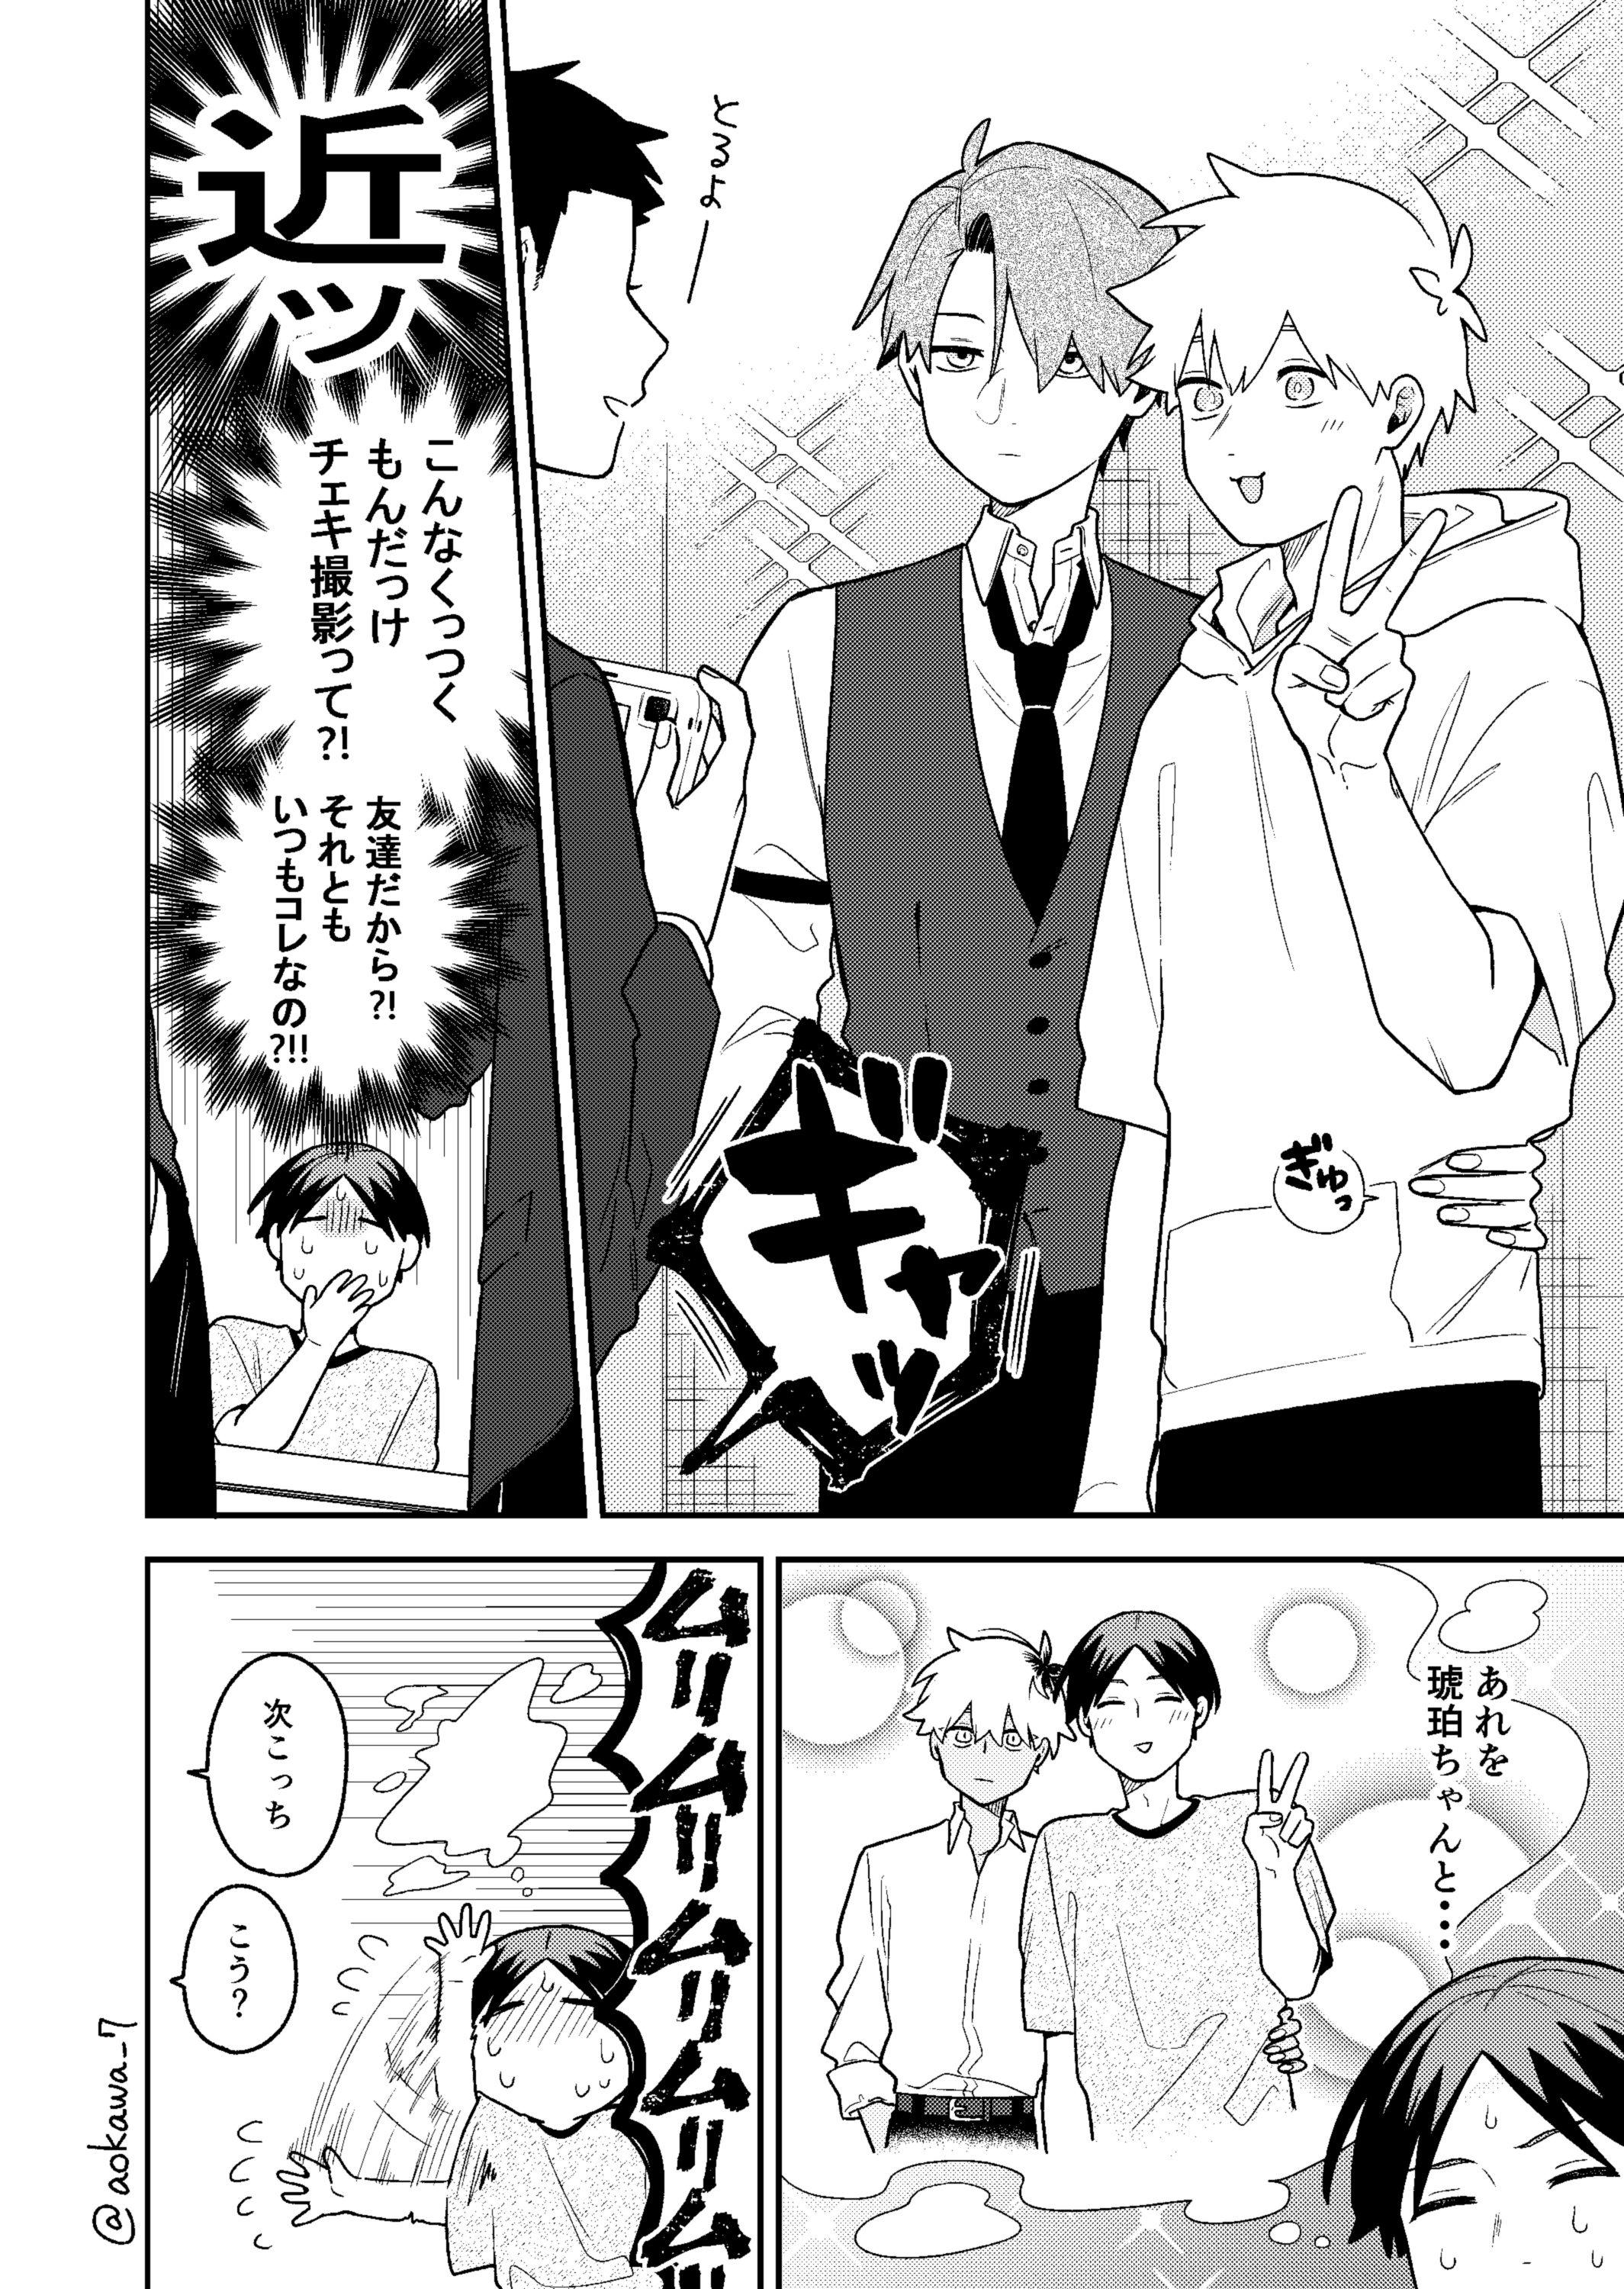 とるよー
ギャッ
ぎゅっ
近ッ
こんなくっつく
もんだっけ
チェキ撮影って?!
友達だから?!
それとも
いつもコレなの?!!
あれを
琥珀ちゃんと・・・
ムリムリムリムリム
次こっち
こう?
@aokawa_7